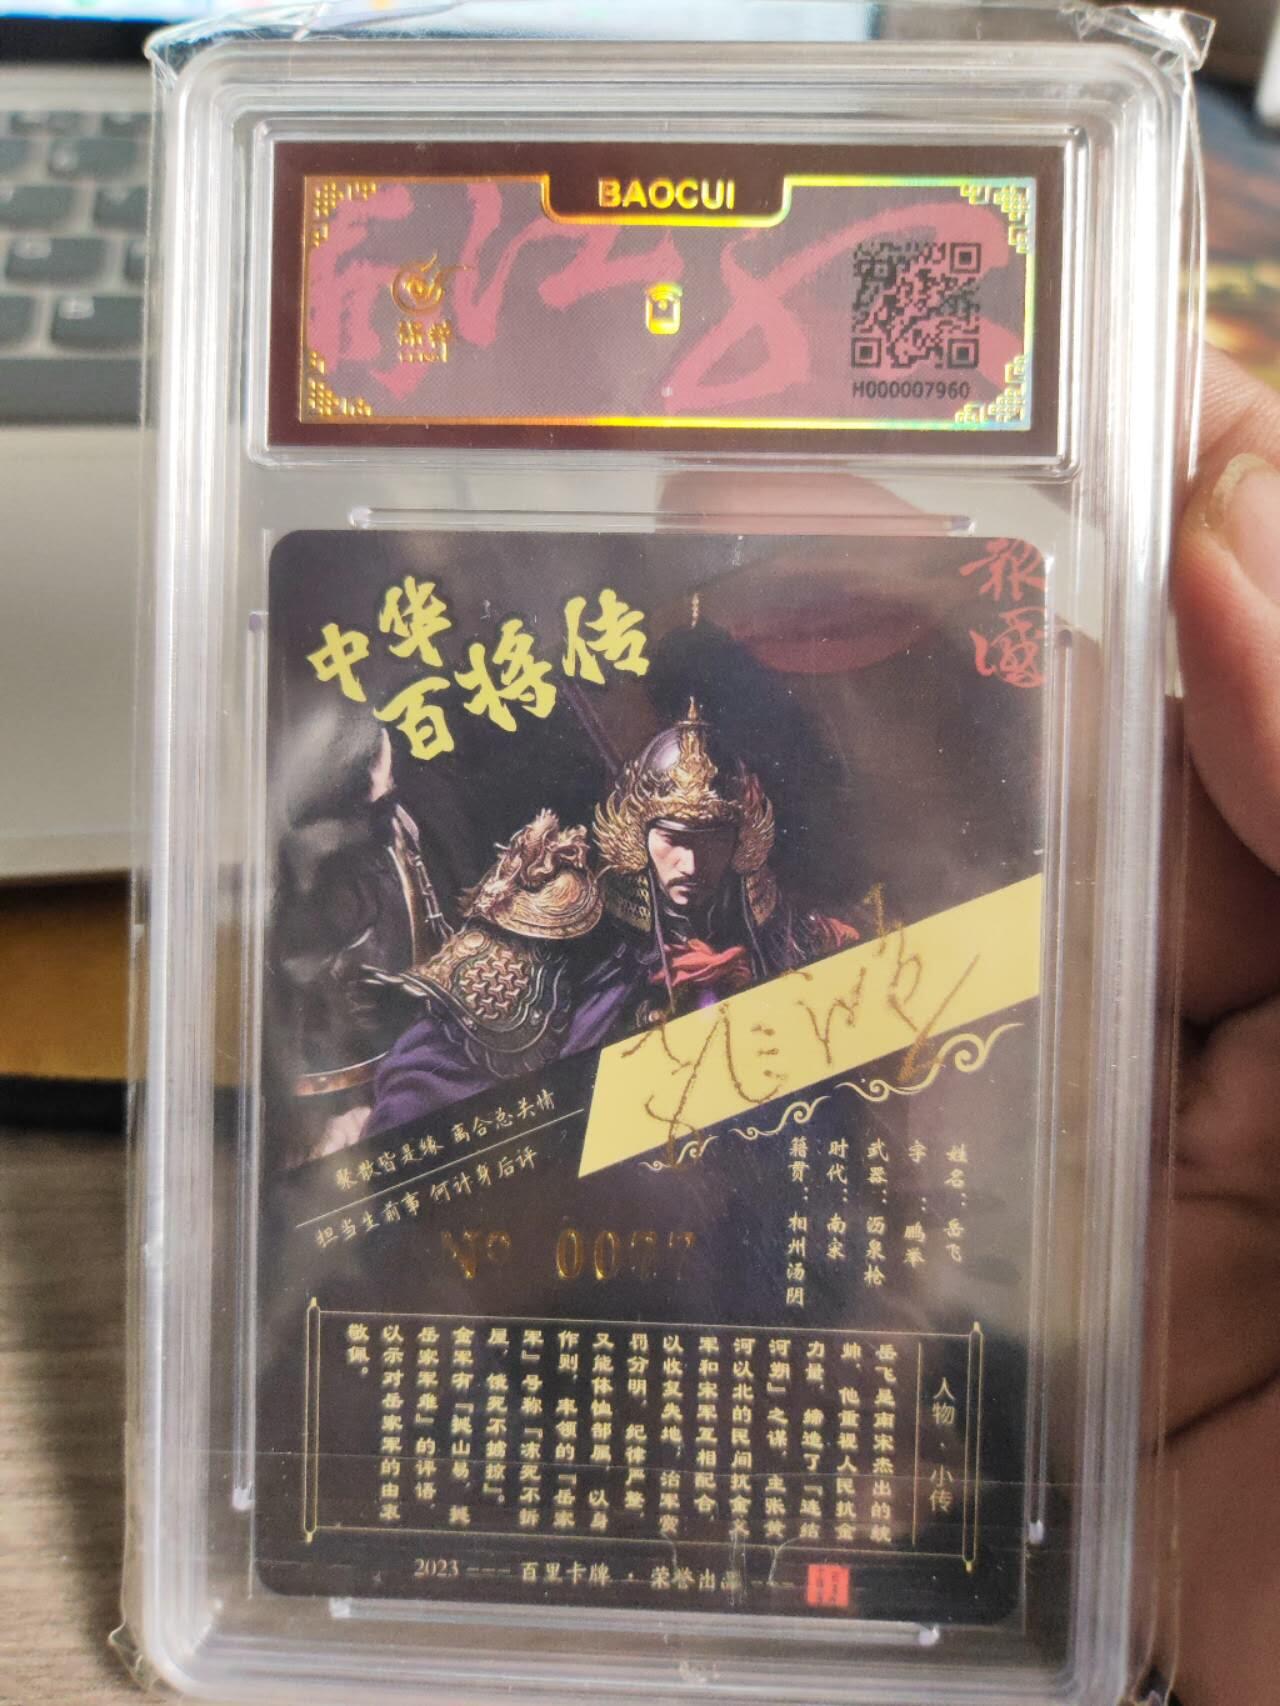 BAOCUI
H000007960
中华
百将传
报国
聚散皆是缘 离合总关情
担当生前事 何计身后评
Nº 0077
姓名：岳飞
字：鹏举
武器：沥泉枪
时代：南宋
籍贯：相州汤阴
人物·小传
岳飞是南宋杰出的统
帅，他重视人民抗金
力量，缔造了「连结
河朔」之谋，主张黄
河以北的民间抗金义
军和宋军互相配合，
以收复失地；治军赏
罚分明，纪律严整，
又能体恤部属，以身
作则，率领的「岳家
军」号称「冻死不拆
屋，饿死不掳掠」。
金军有「撼山易，撼
岳家军难」的评语，
以示对岳家军的由衷
敬佩。
2023 --- 百里卡牌 · 荣誉出品 ---